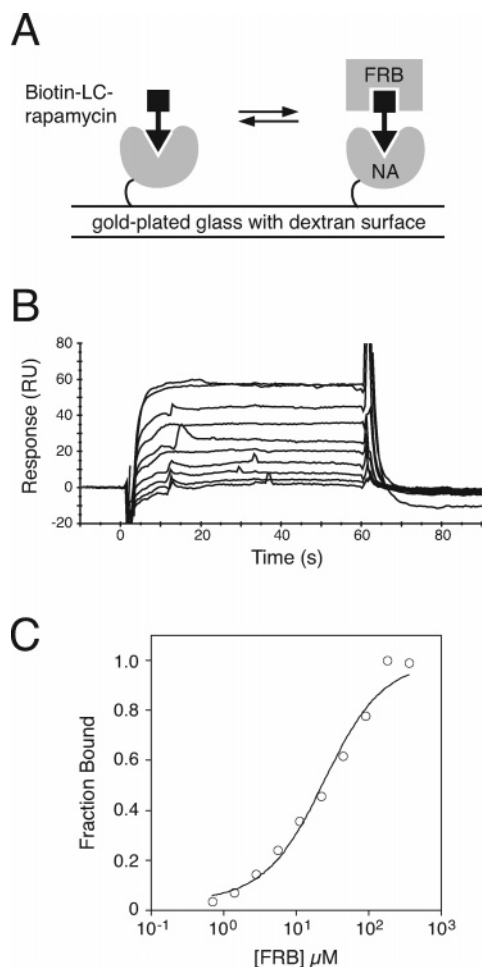 A
Biotin-LC-
rapamycin
FRB
NA
gold-plated glass with dextran surface
B
Response (RU)
80
60
40
20
0
-20
0
20
40
60
80
Time (s)
C
Fraction Bound
1.0
0.8
0.6
0.4
0.2
0
10⁻¹
10⁰
10¹
10²
10³
[FRB] µM